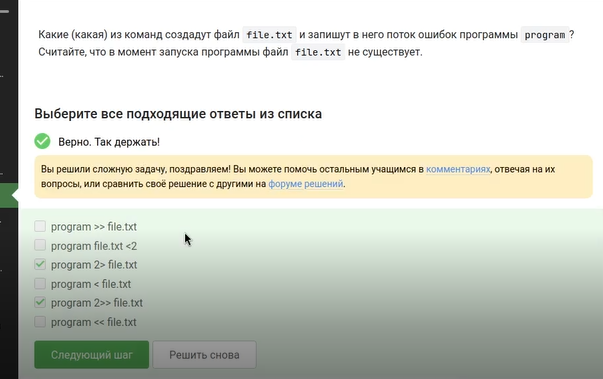 Какие (какая) из команд создадут файл file.txt и запишут в него поток ошибок программы program ?
Считайте, что в момент запуска программы файл file.txt не существует.
Выберите все подходящие ответы из списка
Верно. Так держать!
Вы решили сложную задачу, поздравляем! Вы можете помочь остальным учащимся в комментариях, отвечая на их
вопросы, или сравнить своё решение с другими на форуме решений.
program >> file.txt
program file.txt <2
program 2> file.txt
program < file.txt
program 2>> file.txt
program << file.txt
Следующий шаг Решить снова